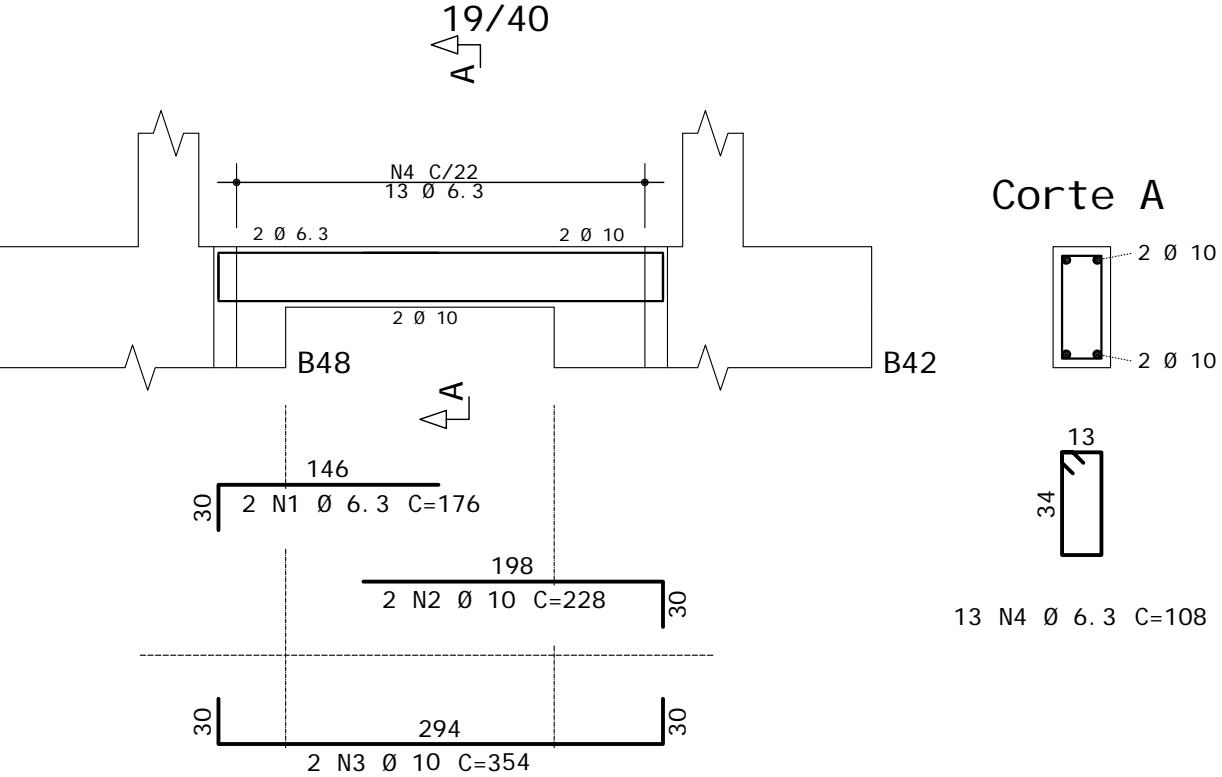 19/40
A
N4 C/22
13 Ø 6.3
2 Ø 6.3
2 Ø 10
2 Ø 10
B48
B42
A
Corte A
2 Ø 10
2 Ø 10
146
30
2 N1 Ø 6.3 C=176
198
30
2 N2 Ø 10 C=228
30
294
30
2 N3 Ø 10 C=354
13
34
13 N4 Ø 6.3 C=108